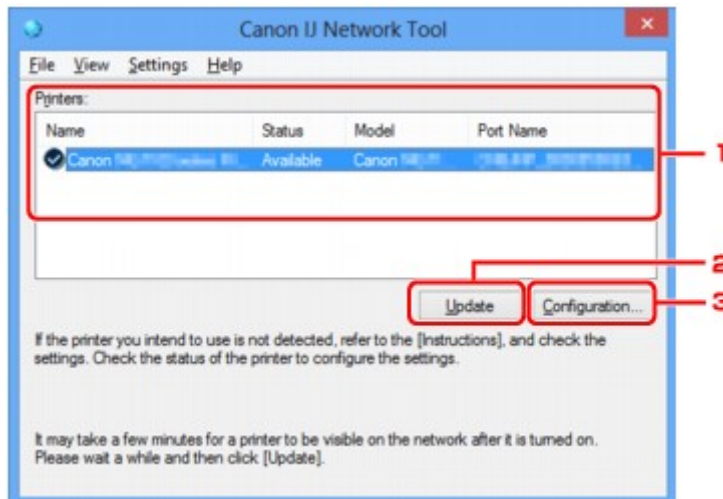 Canon IJ Network Tool
File View Settings Help
Printers:
Name Status Model Port Name
Canon Available Canon
1
2
3
Update Configuration...
If the printer you intend to use is not detected, refer to the [Instructions], and check the
settings. Check the status of the printer to configure the settings.
It may take a few minutes for a printer to be visible on the network after it is turned on.
Please wait a while and then click [Update].